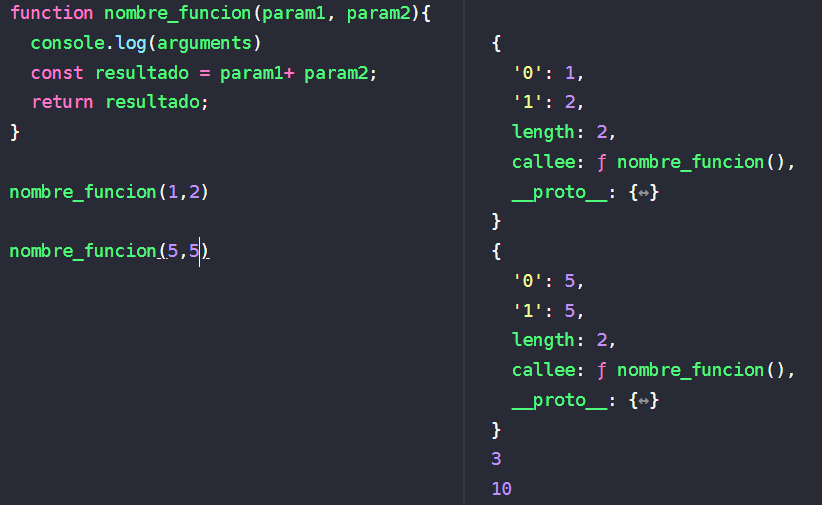 function nombre_funcion(param1, param2){
  console.log(arguments)
  const resultado = param1+ param2;
  return resultado;
}
nombre_funcion(1,2)
nombre_funcion(5,5)
{
  '0': 1,
  '1': 2,
  length: 2,
  callee: ƒ nombre_funcion(),
  __proto__: {↔}
}
{
  '0': 5,
  '1': 5,
  length: 2,
  callee: ƒ nombre_funcion(),
  __proto__: {↔}
}
3
10